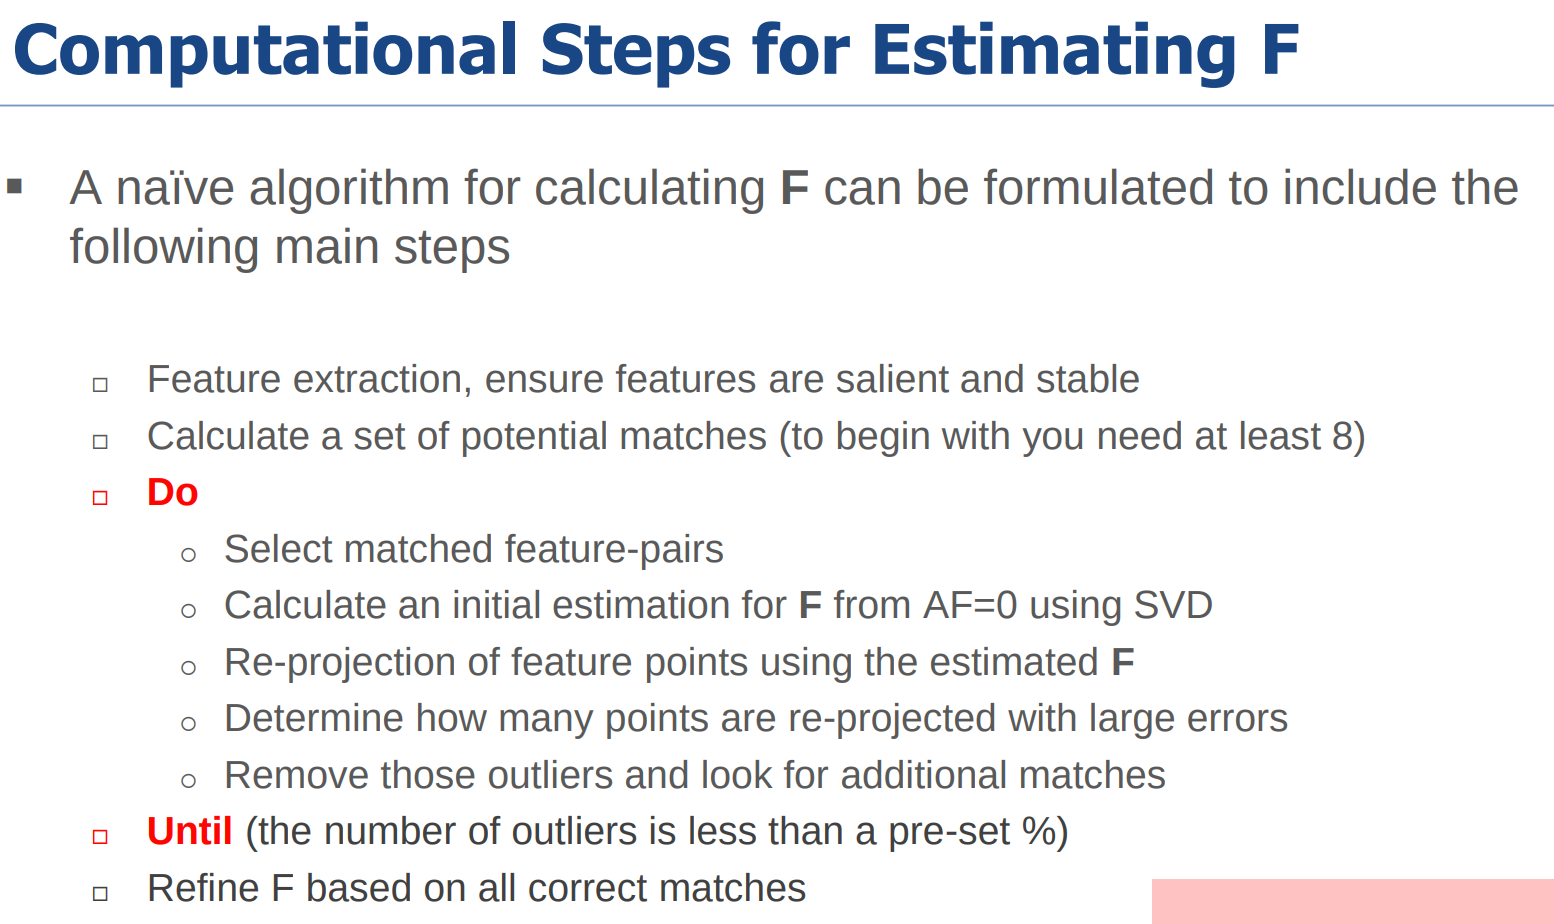 Computational Steps for Estimating F
▪ A naïve algorithm for calculating F can be formulated to include the
following main steps
□ Feature extraction, ensure features are salient and stable
□ Calculate a set of potential matches (to begin with you need at least 8)
□ Do
○ Select matched feature-pairs
○ Calculate an initial estimation for F from AF=0 using SVD
○ Re-projection of feature points using the estimated F
○ Determine how many points are re-projected with large errors
○ Remove those outliers and look for additional matches
□ Until (the number of outliers is less than a pre-set %)
□ Refine F based on all correct matches